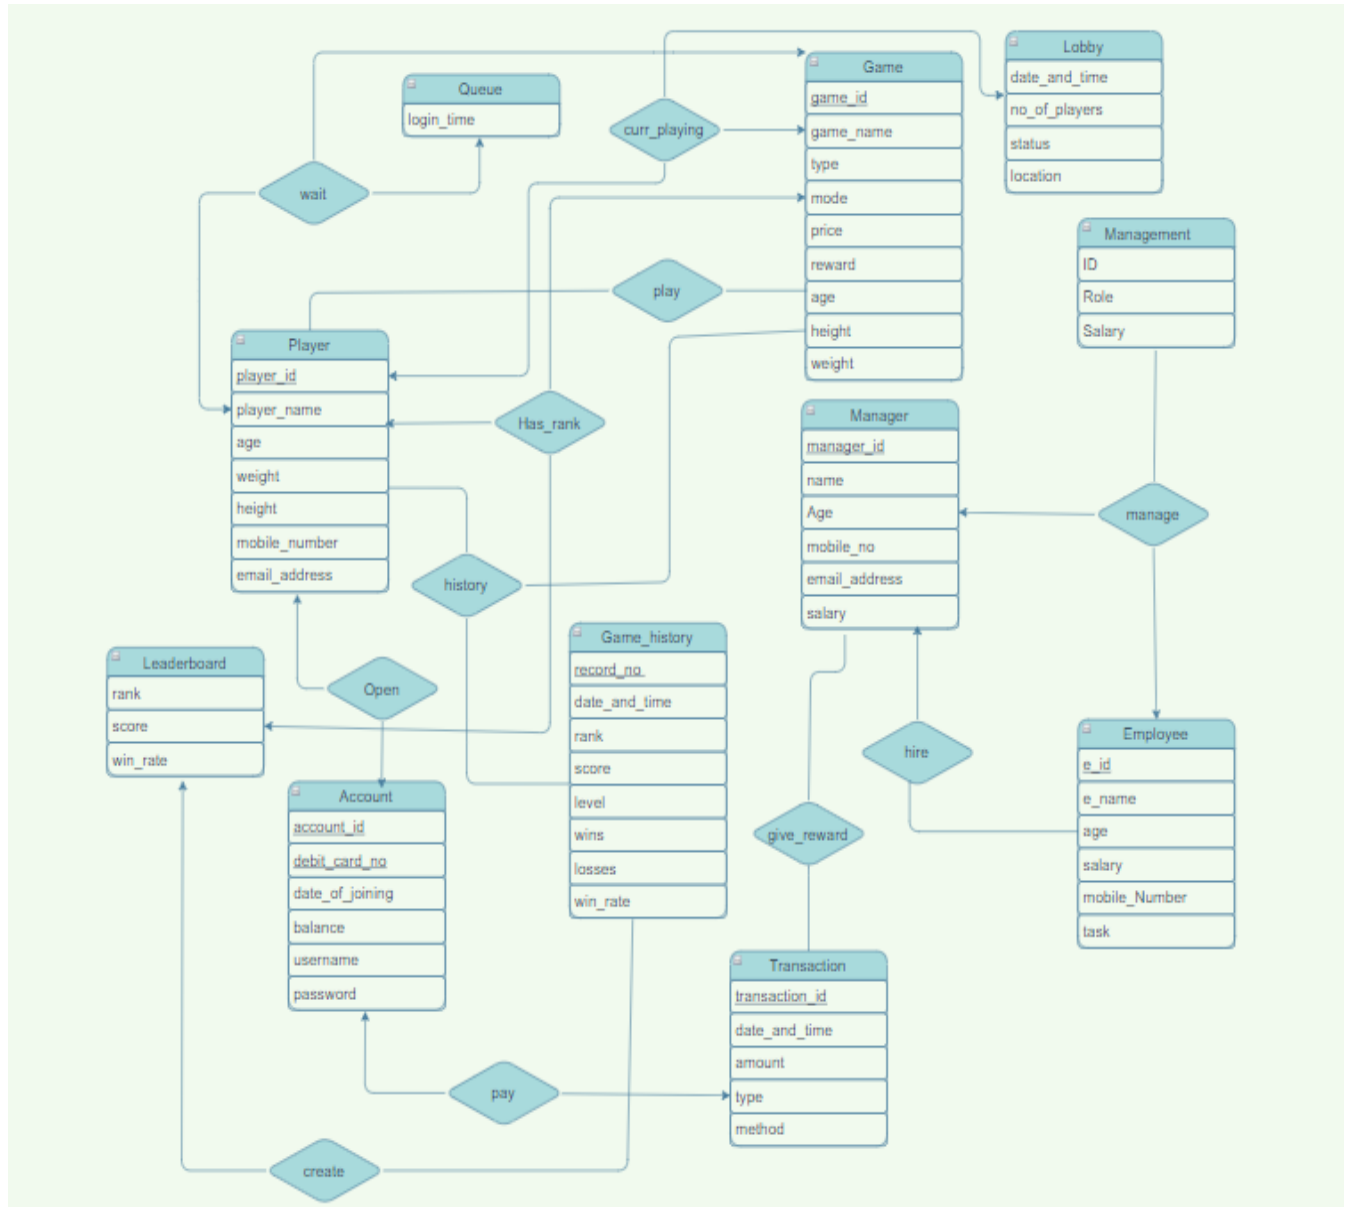 Lobby
date_and_time
no_of_players
status
location
Game
game_id
game_name
type
mode
price
reward
age
height
weight
Queue
login_time
curr_playing
wait
Management
ID
Role
Salary
play
Player
player_id
player_name
age
weight
height
mobile_number
email_address
Has_rank
Manager
manager_id
name
Age
mobile_no
email_address
salary
manage
history
Game_history
record_no_
date_and_time
rank
score
level
wins
losses
win_rate
Leaderboard
rank
score
win_rate
Open
hire
Employee
e_id
e_name
age
salary
mobile_Number
task
Account
account_id
debit_card_no
date_of_joining
balance
username
password
give_reward
Transaction
transaction_id
date_and_time
amount
type
method
pay
create